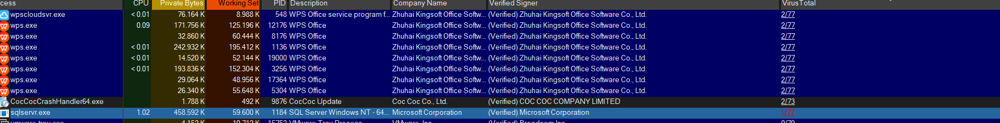 cess CPU Private Bytes Working Set PID Description Company Name Verified Signer VirusTotal
wpscloudsvr.exe < 0.01 76.164 K 8.988 K 548 WPS Office service program f... Zhuhai Kingsoft Office Softw... (Verified) Zhuhai Kingsoft Office Software Co., Ltd. 2/77
wps.exe 0.09 171.756 K 125.196 K 12176 WPS Office Zhuhai Kingsoft Office Softw... (Verified) Zhuhai Kingsoft Office Software Co., Ltd. 2/77
wps.exe 32.860 K 60.444 K 8176 WPS Office Zhuhai Kingsoft Office Softw... (Verified) Zhuhai Kingsoft Office Software Co., Ltd. 2/77
wps.exe < 0.01 242.932 K 195.412 K 1136 WPS Office Zhuhai Kingsoft Office Softw... (Verified) Zhuhai Kingsoft Office Software Co., Ltd. 2/77
wps.exe < 0.01 14.520 K 52.144 K 19000 WPS Office Zhuhai Kingsoft Office Softw... (Verified) Zhuhai Kingsoft Office Software Co., Ltd. 2/77
wps.exe < 0.01 193.836 K 152.304 K 3256 WPS Office Zhuhai Kingsoft Office Softw... (Verified) Zhuhai Kingsoft Office Software Co., Ltd. 2/77
wps.exe 29.064 K 48.956 K 17364 WPS Office Zhuhai Kingsoft Office Softw... (Verified) Zhuhai Kingsoft Office Software Co., Ltd. 2/77
wps.exe 26.340 K 55.648 K 5304 WPS Office Zhuhai Kingsoft Office Softw... (Verified) Zhuhai Kingsoft Office Software Co., Ltd. 2/77
CocCocCrashHandler64.exe 1.788 K 492 K 9876 CocCoc Update Coc Coc Co., Ltd. (Verified) COC COC COMPANY LIMITED 2/73
sqlservr.exe 1.02 458.592 K 59.600 K 1184 SQL Server Windows NT - 64... Microsoft Corporation (Verified) Microsoft Corporation 1/77
vmware-tray.exe VMware Tray Process VMware, Inc. (Verified) Broadcom Inc